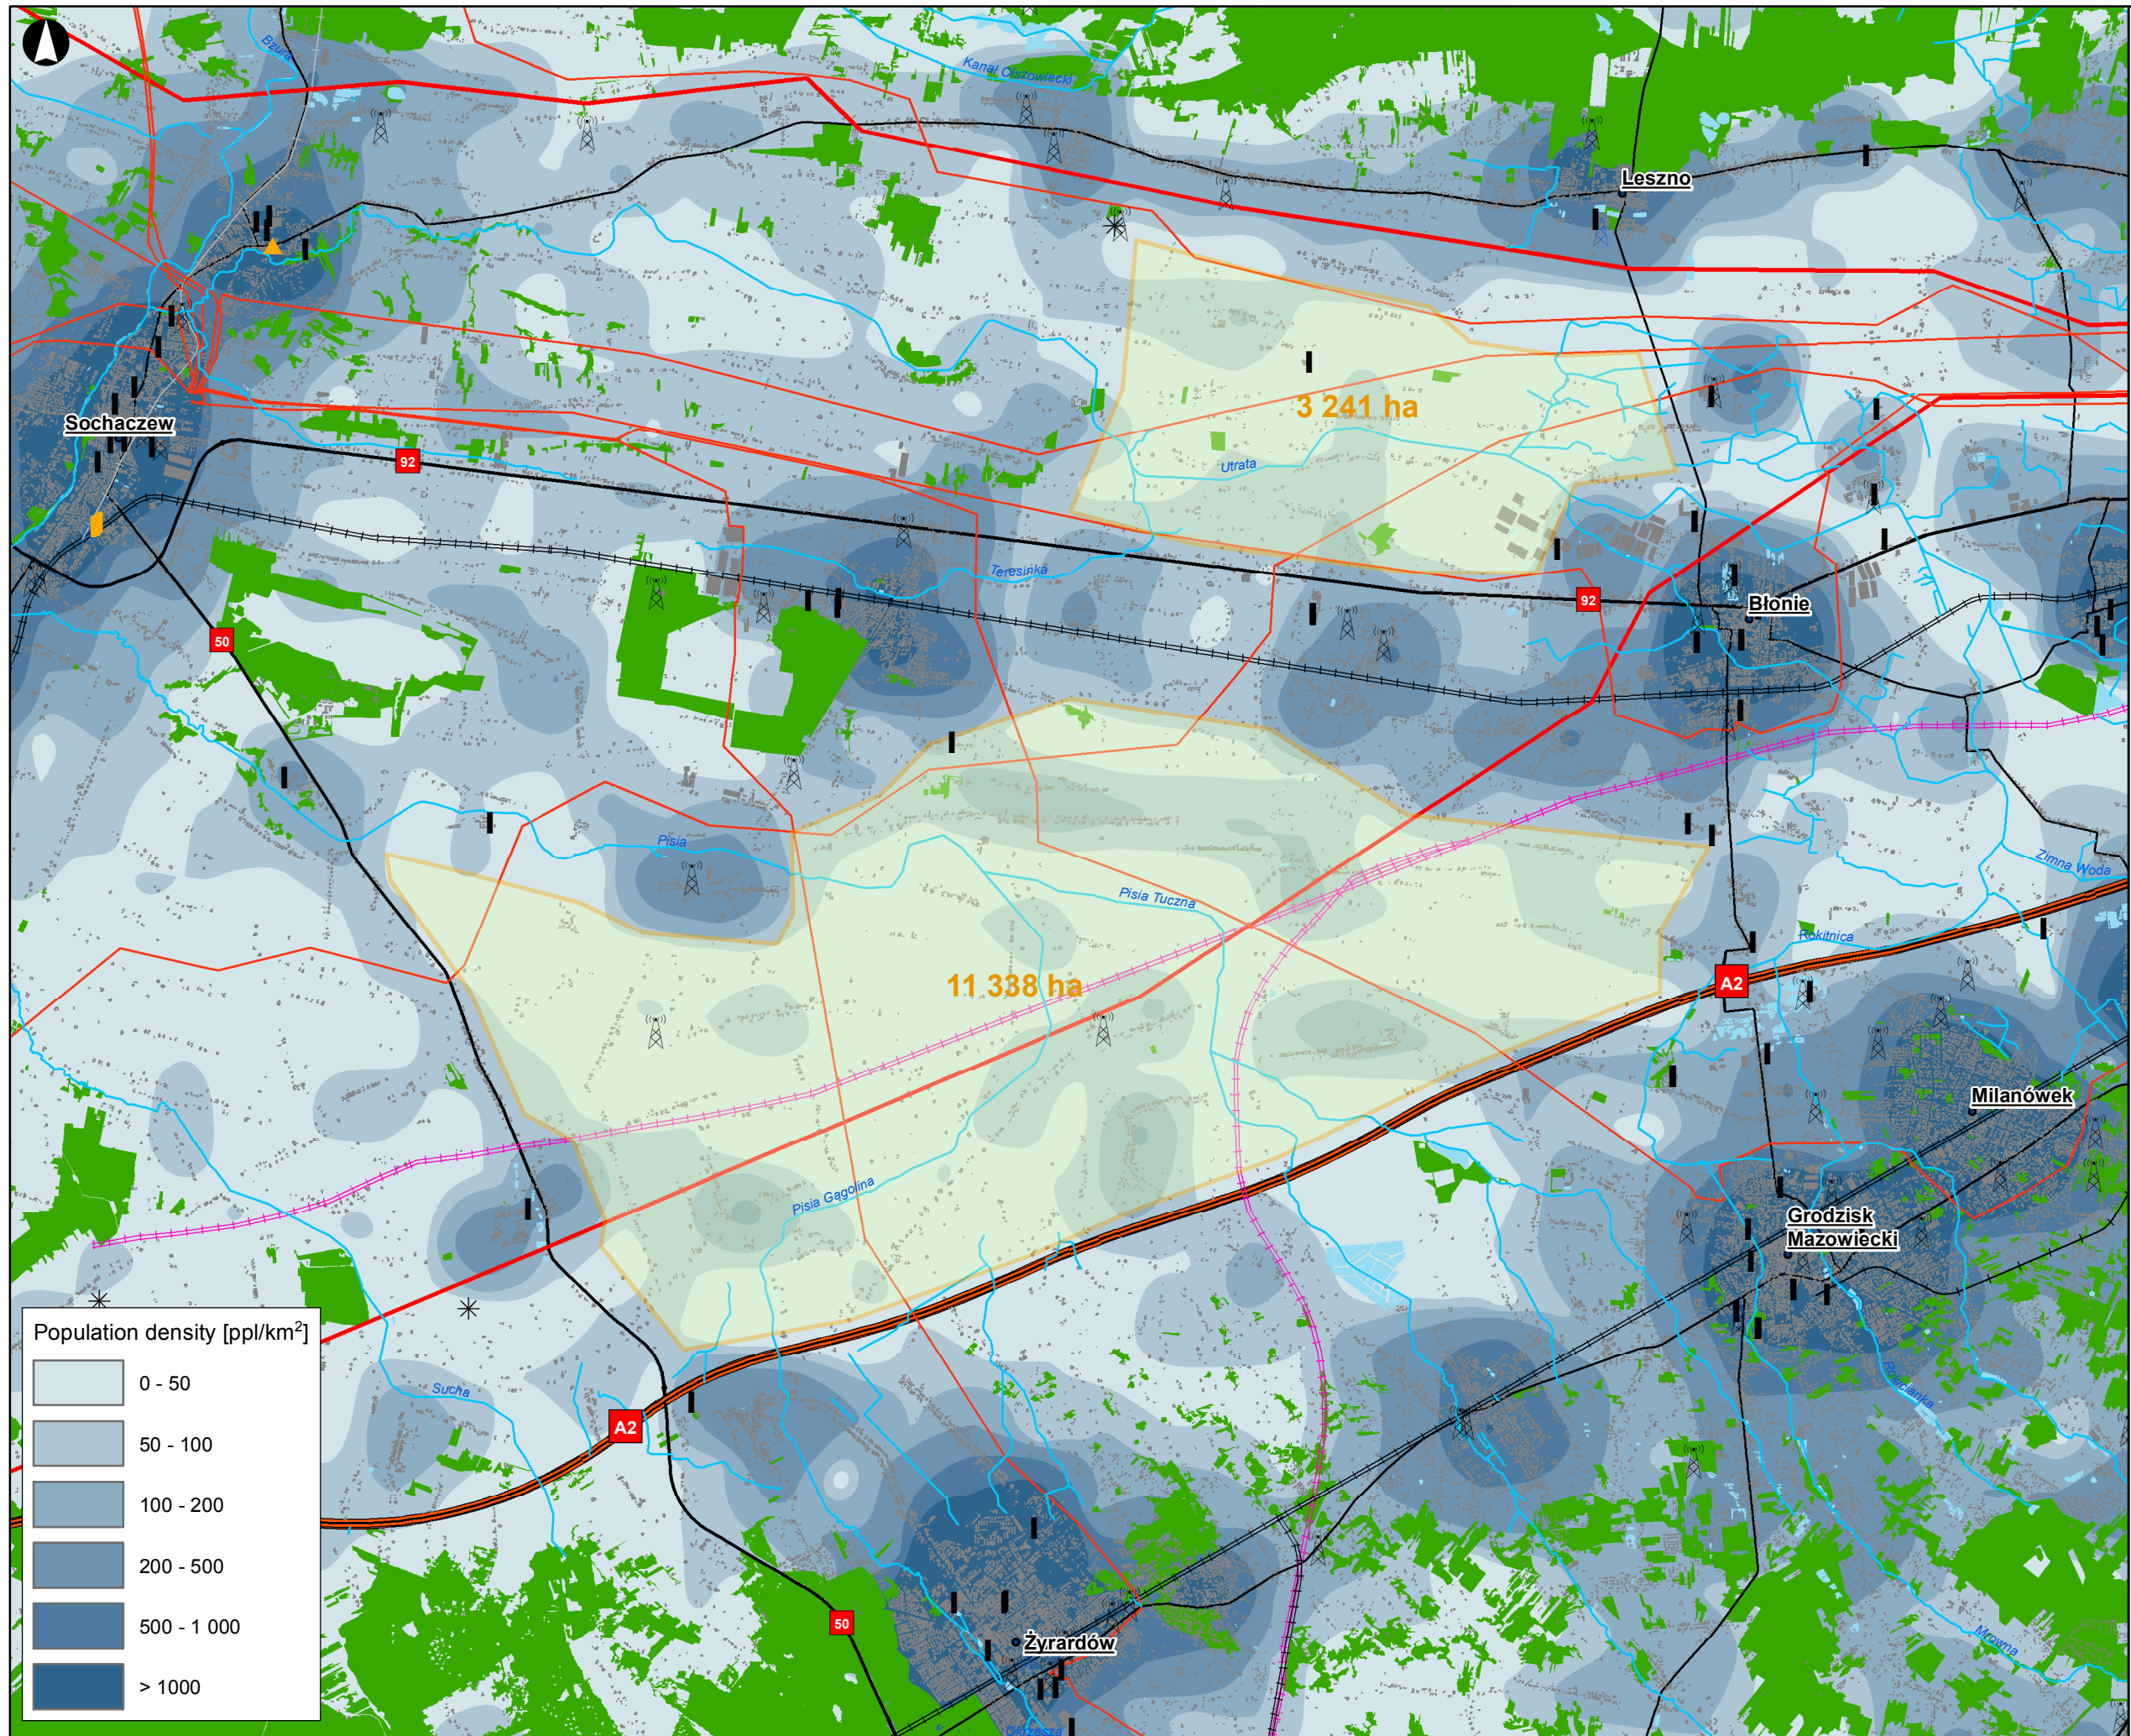 Bzura
Kanał Olszowiecki
Leszno
3 241 ha
Sochaczew
92
Utrata
Teresinka
92
Błonie
50
Pisia
Zimna Woda
Pisia Tuczna
Rokitnica
A2
11 338 ha
Milanówek
Pisia Gągolina
Grodzisk
Mazowiecki
Population density [ppl/km²]
0 - 50
50 - 100
100 - 200
200 - 500
500 - 1 000
> 1000
Sucha
A2
50
Żyrardów
Mrowna
Okrzesza